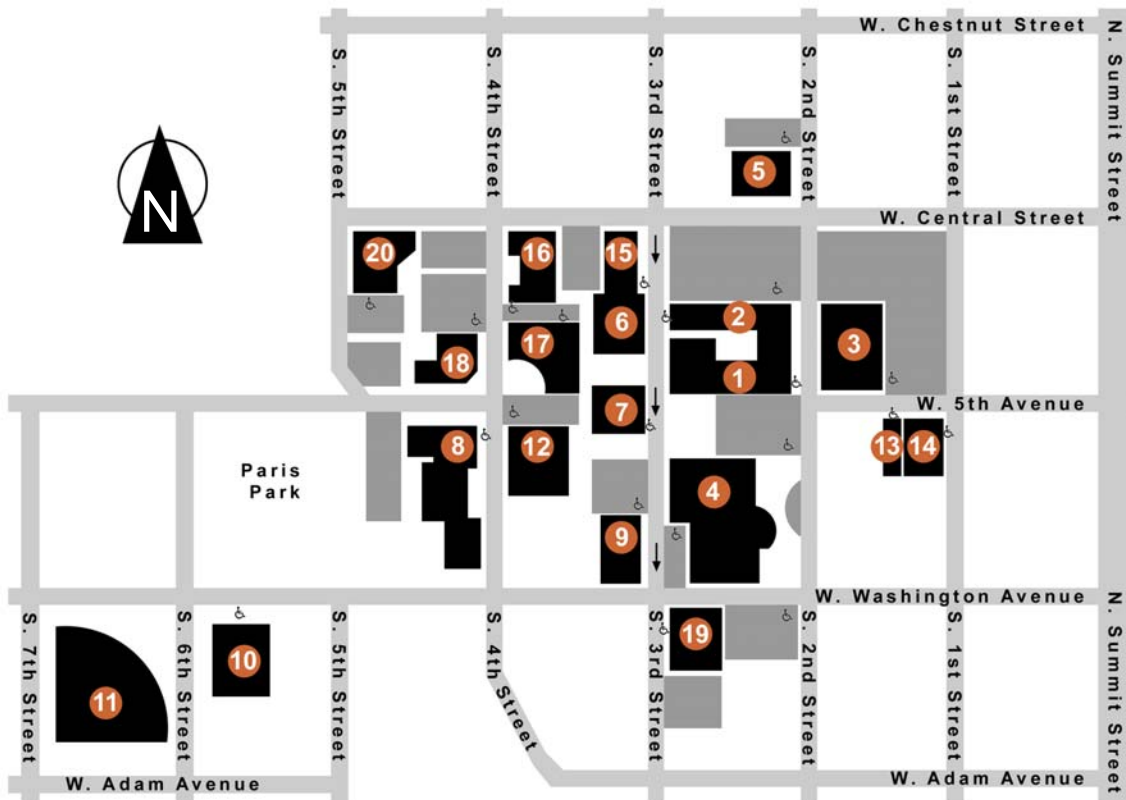 W. Chestnut Street
S. 5th Street
S. 4th Street
S. 3rd Street
S. 2nd Street
S. 1st Street
N. Summit Street
N
5
W. Central Street
20
16
15
2
6
17
3
18
1
7
W. 5th Avenue
8
12
13
14
Paris
Park
4
9
W. Washington Avenue
S. 7th Street
S. 6th Street
S. 5th Street
S. 4th Street
S. 3rd Street
S. 2nd Street
S. 1st Street
N. Summit Street
19
10
11
W. Adam Avenue
W. Adam Avenue